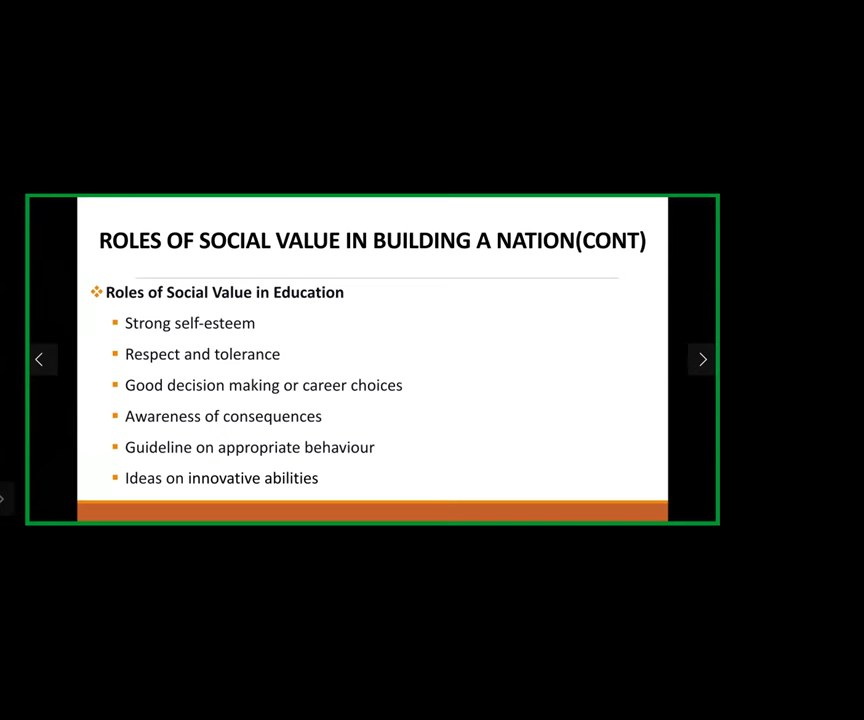 ROLES OF SOCIAL VALUE IN BUILDING A NATION(CONT)
Roles of Social Value in Education
Strong self-esteem
Respect and tolerance
Good decision making or career choices
Awareness of consequences
Guideline on appropriate behaviour
Ideas on innovative abilities